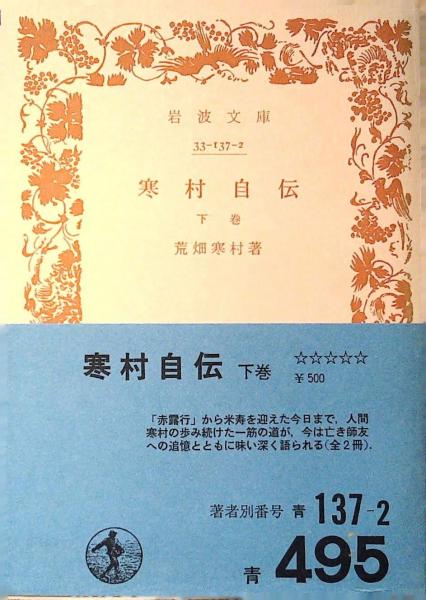 岩波文庫
33-137-2
寒村自伝
下巻
荒畑寒村著
寒村自伝 下巻
☆☆☆☆☆
¥500
「赤露行」から米寿を迎えた今日まで，人間
寒村の歩み続けた一筋の道が，今は亡き師友
への追憶とともに味い深く語られる（全２冊）．
著者別番号 青 137-2
青 495